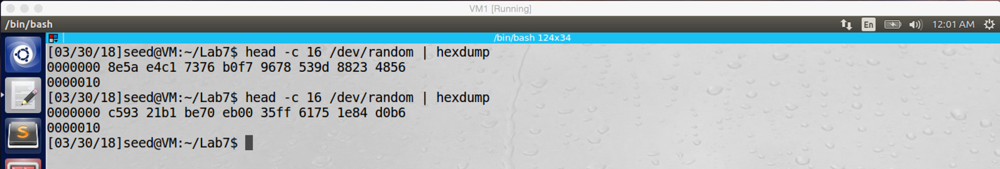 VM1 [Running]
/bin/bash En 12:01 AM
/bin/bash 124x34
[03/30/18]seed@VM:~/Lab7$ head -c 16 /dev/random | hexdump
0000000 8e5a e4c1 7376 b0f7 9678 539d 8823 4856
0000010
[03/30/18]seed@VM:~/Lab7$ head -c 16 /dev/random | hexdump
0000000 c593 21b1 be70 eb00 35ff 6175 1e84 d0b6
0000010
[03/30/18]seed@VM:~/Lab7$
S